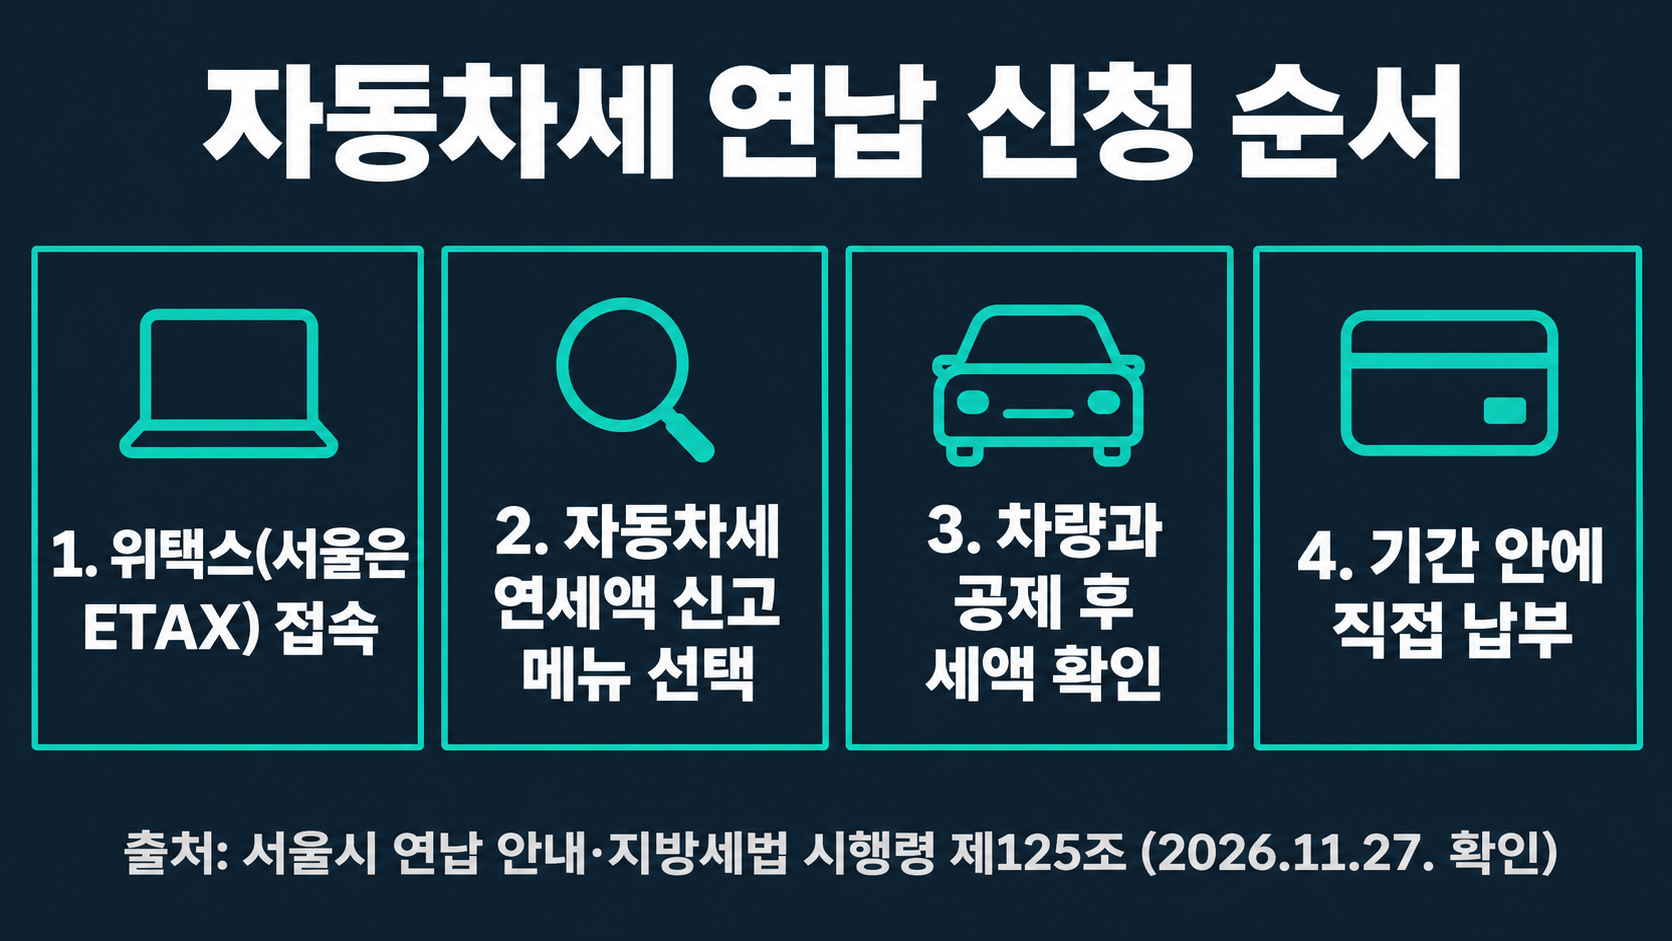 자동차세 연납 신청 순서
1. 위택스(서울은
ETAX) 접속
2. 자동차세
연세액 신고
메뉴 선택
3. 차량과
공제 후
세액 확인
4. 기간 안에
직접 납부
출처: 서울시 연납 안내·지방세법 시행령 제125조 (2026.11.27. 확인)